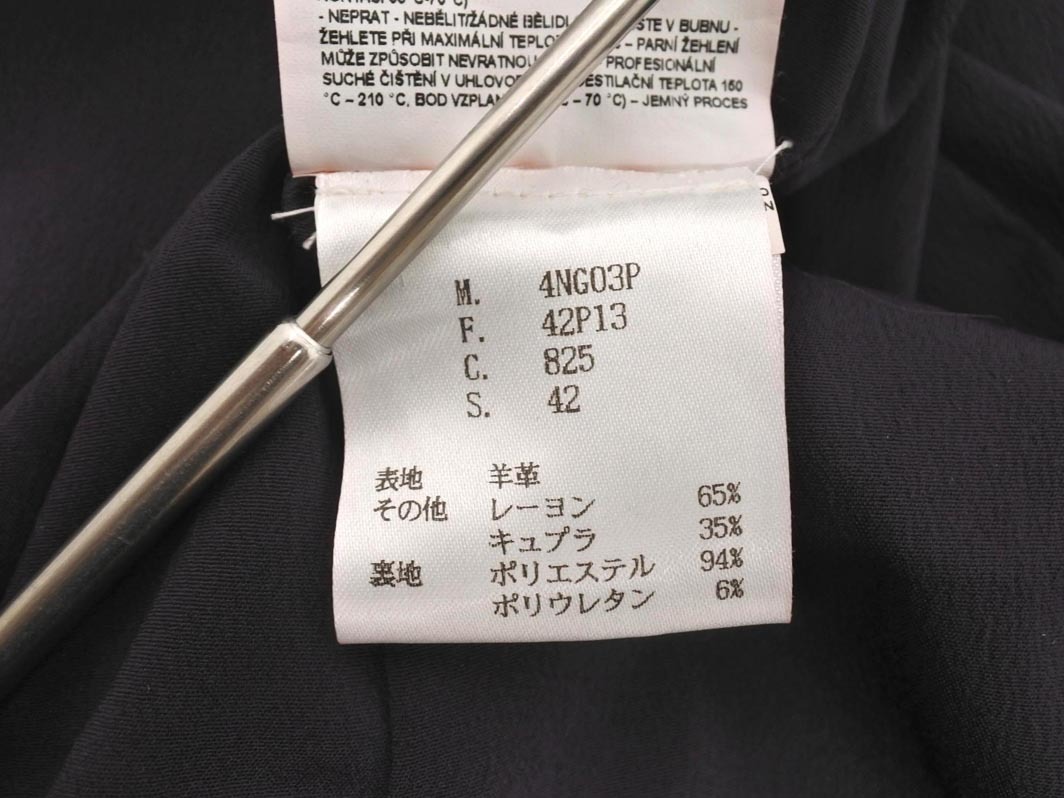 - NEPRAT - NEBĚLIT/ŽÁDNÉ BĚLIDL STE V BUBNU -
ŽEHLETE PŘI MAXIMÁLNÍ TEPLO – PARNÍ ŽEHLENÍ
MŮŽE ZPŮSOBIT NEVRATNOU PROFESIONÁLNÍ
SUCHÉ ČIŠTĚNÍ V UHLOVO ESTILAČNÍ TEPLOTA 150
°C – 210 °C, BOD VZPLAN °C – 70 °C) – JEMNÝ PROCES
CZ
M. 4NG03P
F. 42P13
C. 825
S. 42
表地 羊革
その他 レーヨン 65%
キュプラ 35%
裏地 ポリエステル 94%
ポリウレタン 6%